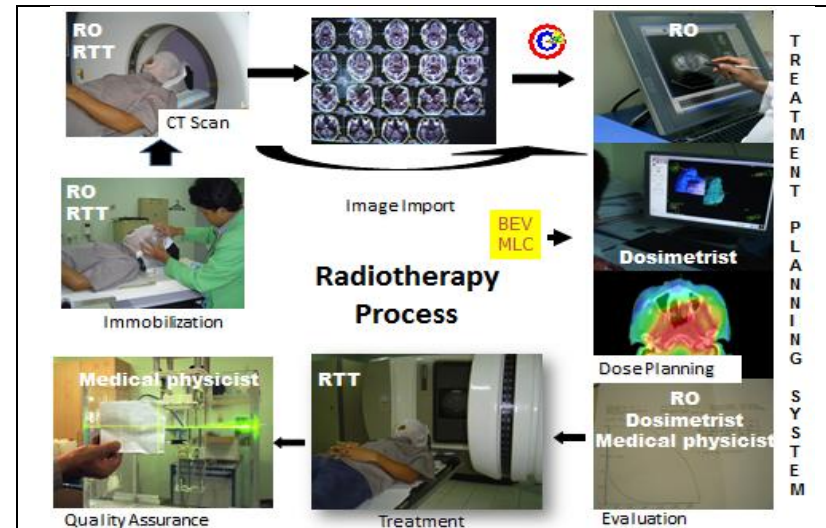 RO
RTT
CT Scan
RO
TREATMENT PLANNING SYSTEM
RO
RTT
Immobilization
Image Import
BEV
MLC
Dosimetrist
Radiotherapy
Process
Dose Planning
Medical physicist
Quality Assurance
RTT
Treatment
RO
Dosimetrist
Medical physicist
Evaluation